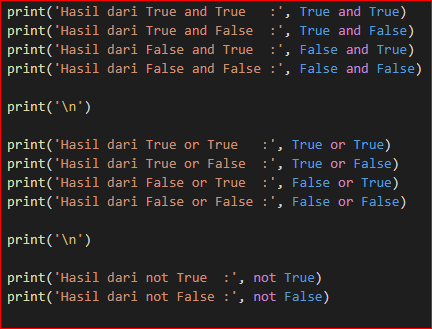 print('Hasil dari True and True   :', True and True)
print('Hasil dari True and False  :', True and False)
print('Hasil dari False and True  :', False and True)
print('Hasil dari False and False :', False and False)
print('\n')
print('Hasil dari True or True   :', True or True)
print('Hasil dari True or False  :', True or False)
print('Hasil dari False or True  :', False or True)
print('Hasil dari False or False :', False or False)
print('\n')
print('Hasil dari not True  :', not True)
print('Hasil dari not False :', not False)